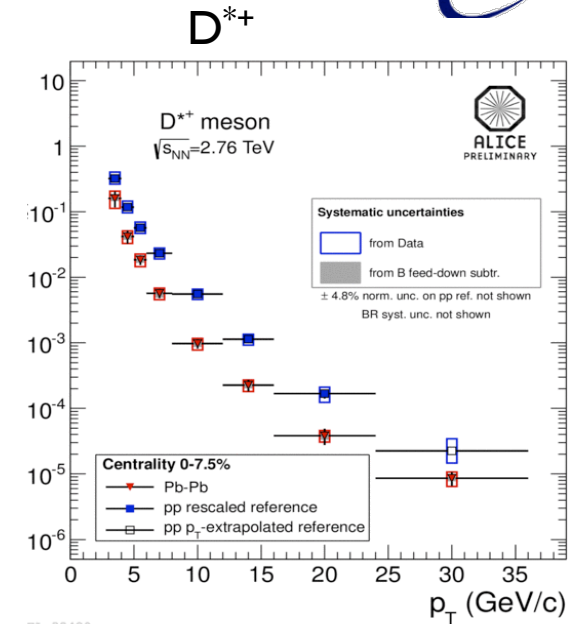 D*+
10
D*+ meson
√sNN=2.76 TeV
ALICE
PRELIMINARY
1
10-1
Systematic uncertainties
from Data
from B feed-down subtr.
± 4.8% norm. unc. on pp ref. not shown
BR syst. unc. not shown
10-2
10-3
10-4
10-5
10-6
Centrality 0-7.5%
Pb-Pb
pp rescaled reference
pp pT-extrapolated reference
0 5 10 15 20 25 30 35
pT (GeV/c)